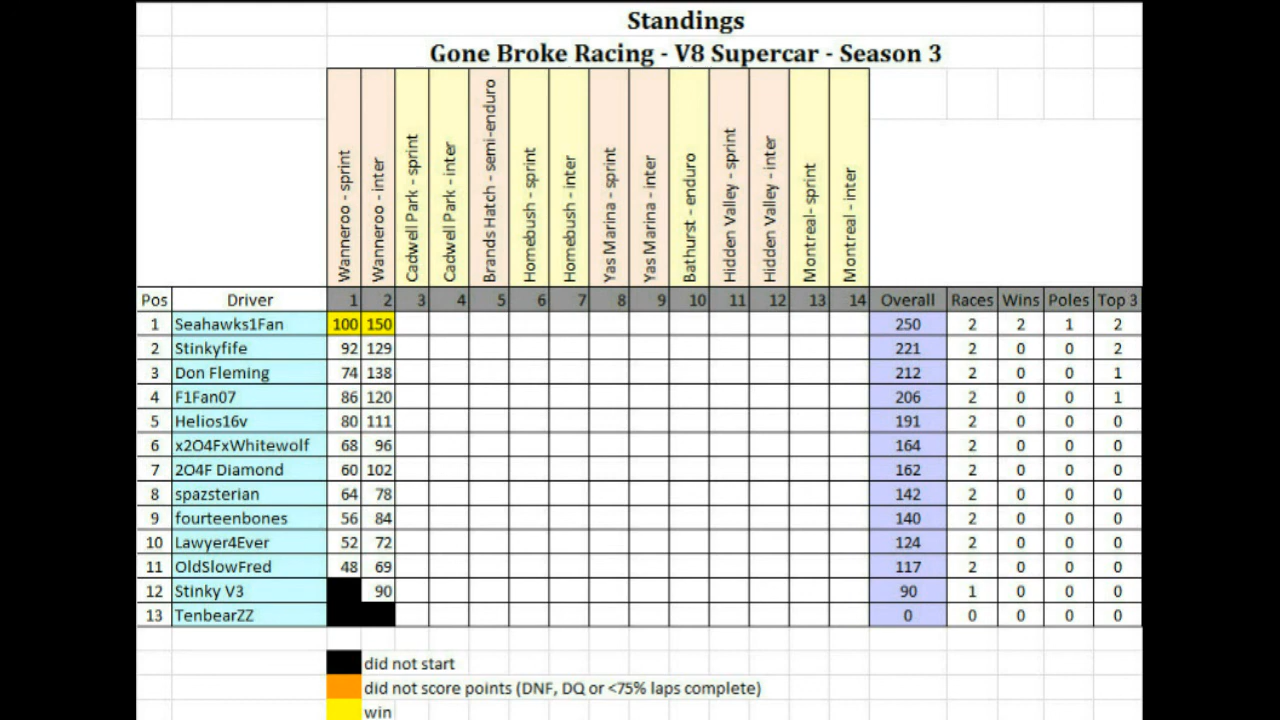 Standings
Gone Broke Racing - V8 Supercar - Season 3
Wanneroo - sprint
Wanneroo - inter
Cadwell Park - sprint
Cadwell Park - inter
Brands Hatch - semi-enduro
Homebush - sprint
Homebush - inter
Yas Marina - sprint
Yas Marina - inter
Bathurst - enduro
Hidden Valley - sprint
Hidden Valley - inter
Montreal- sprint
Montreal - inter
Pos Driver 1 2 3 4 5 6 7 8 9 10 11 12 13 14 Overall Races Wins Poles Top 3
1 Seahawks1Fan 100 150 250 2 2 1 2
2 Stinkyfife 92 129 221 2 0 0 2
3 Don Fleming 74 138 212 2 0 0 1
4 F1Fan07 86 120 206 2 0 0 1
5 Helios16v 80 111 191 2 0 0 0
6 x2O4FxWhitewolf 68 96 164 2 0 0 0
7 2O4F Diamond 60 102 162 2 0 0 0
8 spazsterian 64 78 142 2 0 0 0
9 fourteenbones 56 84 140 2 0 0 0
10 Lawyer4Ever 52 72 124 2 0 0 0
11 OldSlowFred 48 69 117 2 0 0 0
12 Stinky V3 90 90 1 0 0 0
13 TenbearZZ 0 0 0 0 0
did not start
did not score points (DNF, DQ or <75% laps complete)
win